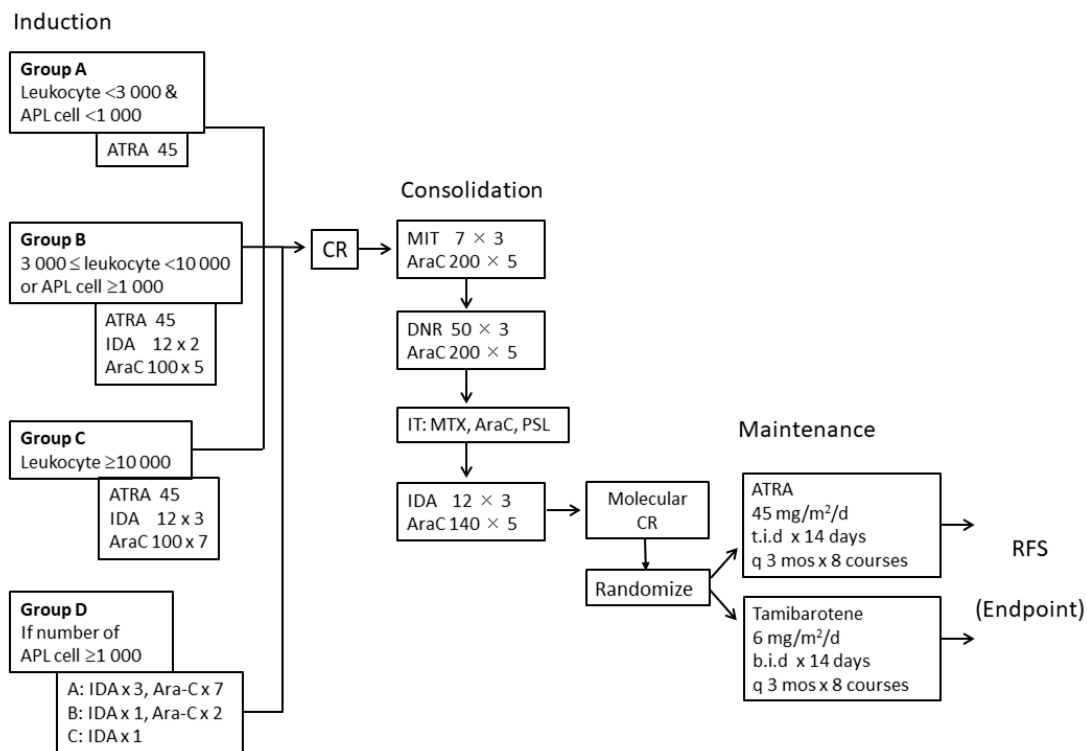 Induction
Group A
Leukocyte <3 000 &
APL cell <1 000
ATRA 45
Group B
3 000 ≤ leukocyte <10 000
or APL cell ≥1 000
ATRA 45
IDA 12 x 2
AraC 100 x 5
Group C
Leukocyte ≥10 000
ATRA 45
IDA 12 x 3
AraC 100 x 7
Group D
If number of
APL cell ≥1 000
A: IDA x 3, Ara-C x 7
B: IDA x 1, Ara-C x 2
C: IDA x 1
CR
Consolidation
MIT 7 × 3
AraC 200 × 5
DNR 50 × 3
AraC 200 × 5
IT: MTX, AraC, PSL
IDA 12 × 3
AraC 140 × 5
Molecular
CR
Randomize
Maintenance
ATRA
45 mg/m²/d
t.i.d x 14 days
q 3 mos x 8 courses
Tamibarotene
6 mg/m²/d
b.i.d x 14 days
q 3 mos x 8 courses
RFS
(Endpoint)